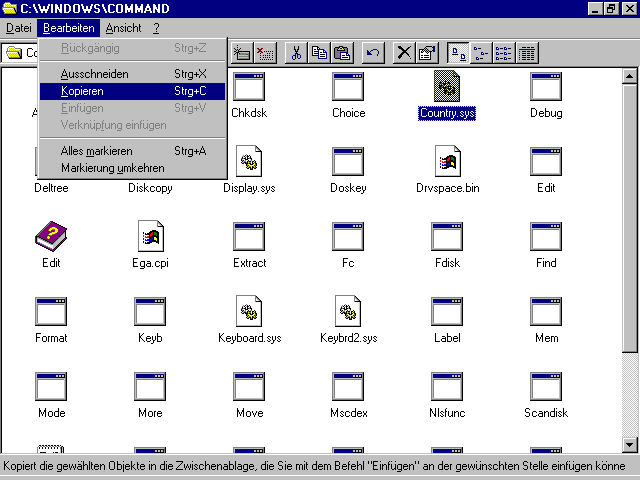 C:\WINDOWS\COMMAND
Datei Bearbeiten Ansicht ?
Rückgängig Strg+Z
Ausschneiden Strg+X
Kopieren Strg+C
Einfügen Strg+V
Verknüpfung einfügen
Alles markieren Strg+A
Markierung umkehren
Co
Chkdsk Choice Country.sys Debug
Deltree Diskcopy Display.sys Doskey Drvspace.bin Edit
Edit Ega.cpi Extract Fc Fdisk Find
Format Keyb Keyboard.sys Keybrd2.sys Label Mem
Mode More Move Mscdex Nlsfunc Scandisk
Kopiert die gewählten Objekte in die Zwischenablage, die Sie mit dem Befehl "Einfügen" an der gewünschten Stelle einfügen könne